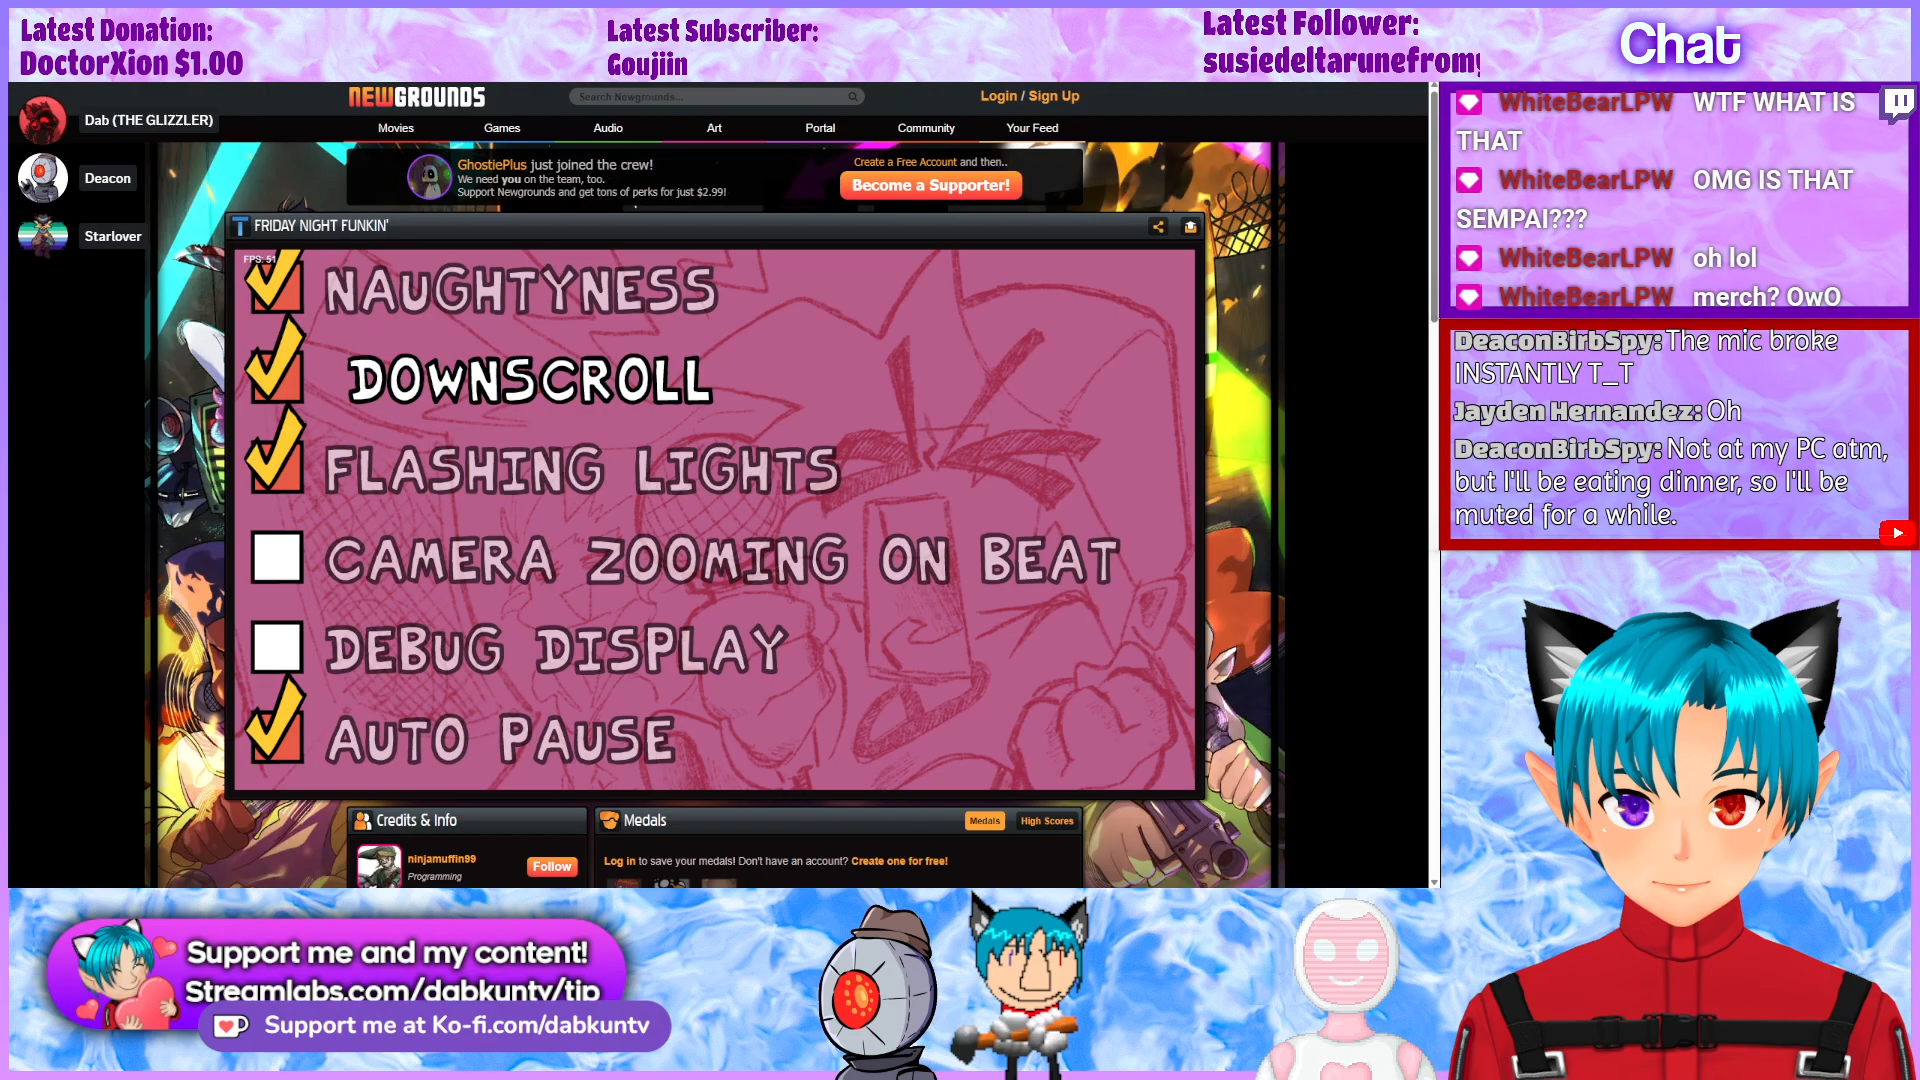 Latest Donation:
DoctorXion $1.00
Latest Subscriber:
Goujiin
Latest Follower:
susiedeltarunefromy
Chat
Dab (THE GLIZZLER)
Deacon
Starlover
NEWGROUNDS
Search Newgrounds...
Login / Sign Up
Movies
Games
Audio
Art
Portal
Community
Your Feed
GhostiePlus just joined the crew!
We need you on the team, too.
Support Newgrounds and get tons of perks for just $2.99!
Create a Free Account and then..
Become a Supporter!
T FRIDAY NIGHT FUNKIN'
FPS: 51
NAUGHTYNESS
DOWNSCROLL
FLASHING LIGHTS
CAMERA ZOOMING ON BEAT
DEBUG DISPLAY
AUTO PAUSE
Credits & Info
ninjamuffin99
Programming
Follow
Medals
Medals
High Scores
Log in to save your medals! Don't have an account? Create one for free!
WhiteBearLPW WTF WHAT IS
THAT
WhiteBearLPW OMG IS THAT
SEMPAI???
WhiteBearLPW oh lol
WhiteBearLPW merch? OwO
DeaconBirbSpy: The mic broke
INSTANTLY T_T
Jayden Hernandez: Oh
DeaconBirbSpy: Not at my PC atm,
but I'll be eating dinner, so I'll be
muted for a while.
Support me and my content!
Streamlabs.com/dabkuntv/tip
Support me at Ko-fi.com/dabkuntv